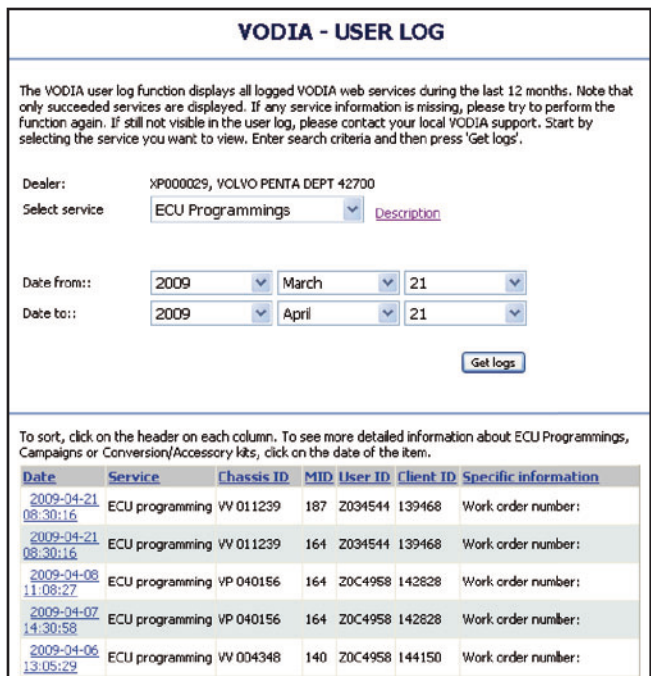 VODIA - USER LOG
The VODIA user log function displays all logged VODIA web services during the last 12 months. Note that
only succeeded services are displayed. If any service information is missing, please try to perform the
function again. If still not visible in the user log, please contact your local VODIA support. Start by
selecting the service you want to view. Enter search criteria and then press 'Get logs'.
Dealer: XP000029, VOLVO PENTA DEPT 42700
Select service ECU Programmings Description
Date from:: 2009 March 21
Date to:: 2009 April 21
Get logs
To sort, click on the header on each column. To see more detailed information about ECU Programmings,
Campaigns or Conversion/Accessory kits, click on the date of the item.
Date Service Chassis ID MID User ID Client ID Specific information
2009-04-21
08:30:16 ECU programming VV 011239 187 Z034544 139468 Work order number:
2009-04-21
08:30:16 ECU programming VV 011239 164 Z034544 139468 Work order number:
2009-04-08
11:08:27 ECU programming VP 040156 164 Z0C4958 142828 Work order number:
2009-04-07
14:30:58 ECU programming VP 040156 164 Z0C4958 142828 Work order number:
2009-04-06
13:05:29 ECU programming VV 004348 140 Z0C4958 144150 Work order number: